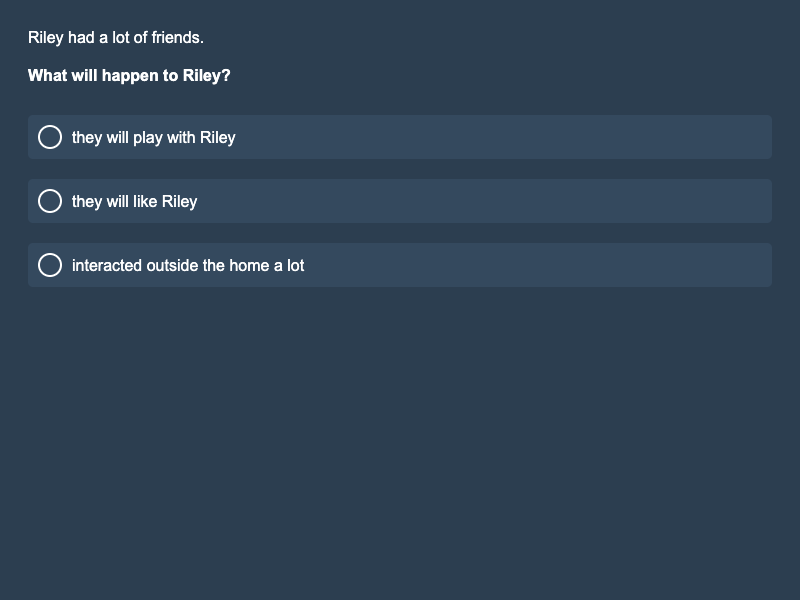 Riley had a lot of friends.
What will happen to Riley?
they will play with Riley
they will like Riley
interacted outside the home a lot